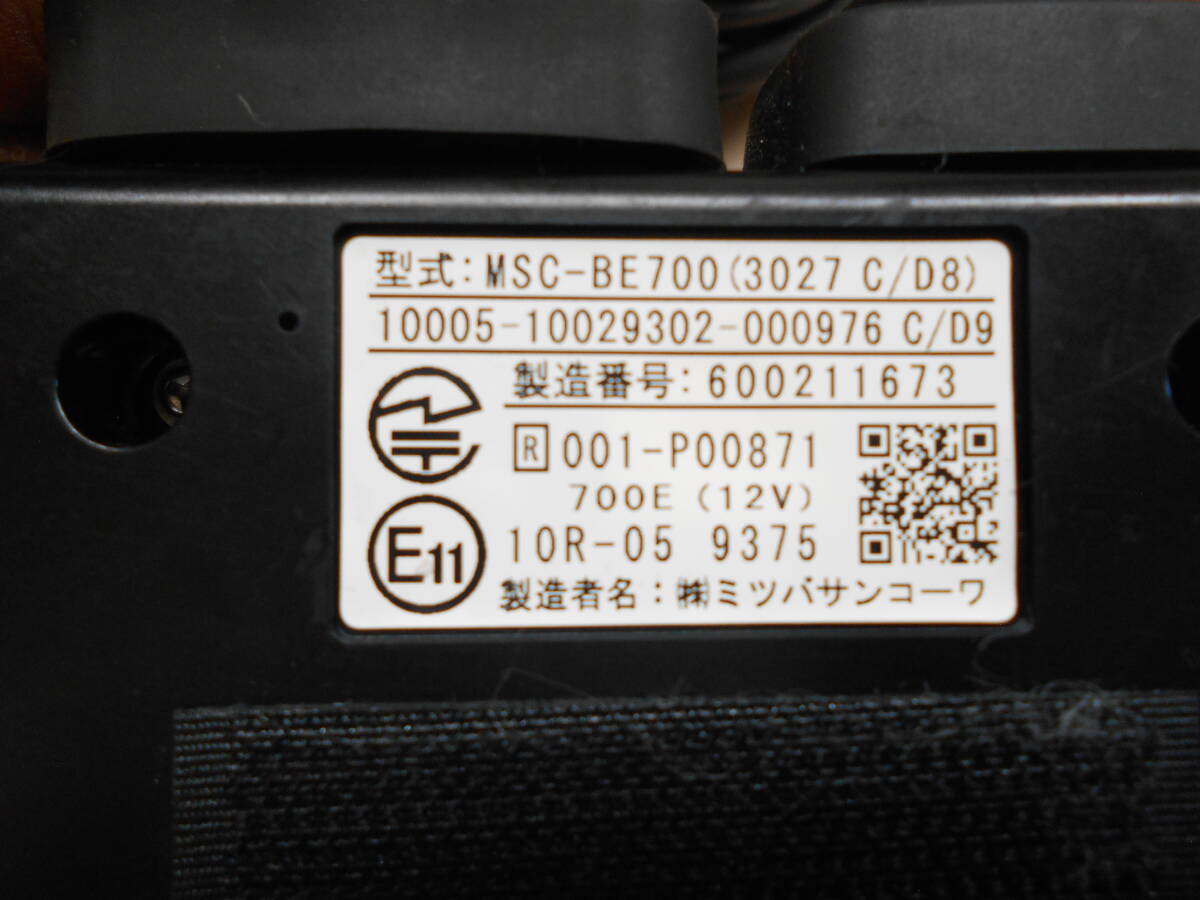 型式：MSC-BE700(3027 C/D8)
10005-10029302-000976 C/D9
製造番号：600211673
R 001-P00871
700E (12V)
E11 10R-05 9375
製造者名：㈱ミツバサンコーワ